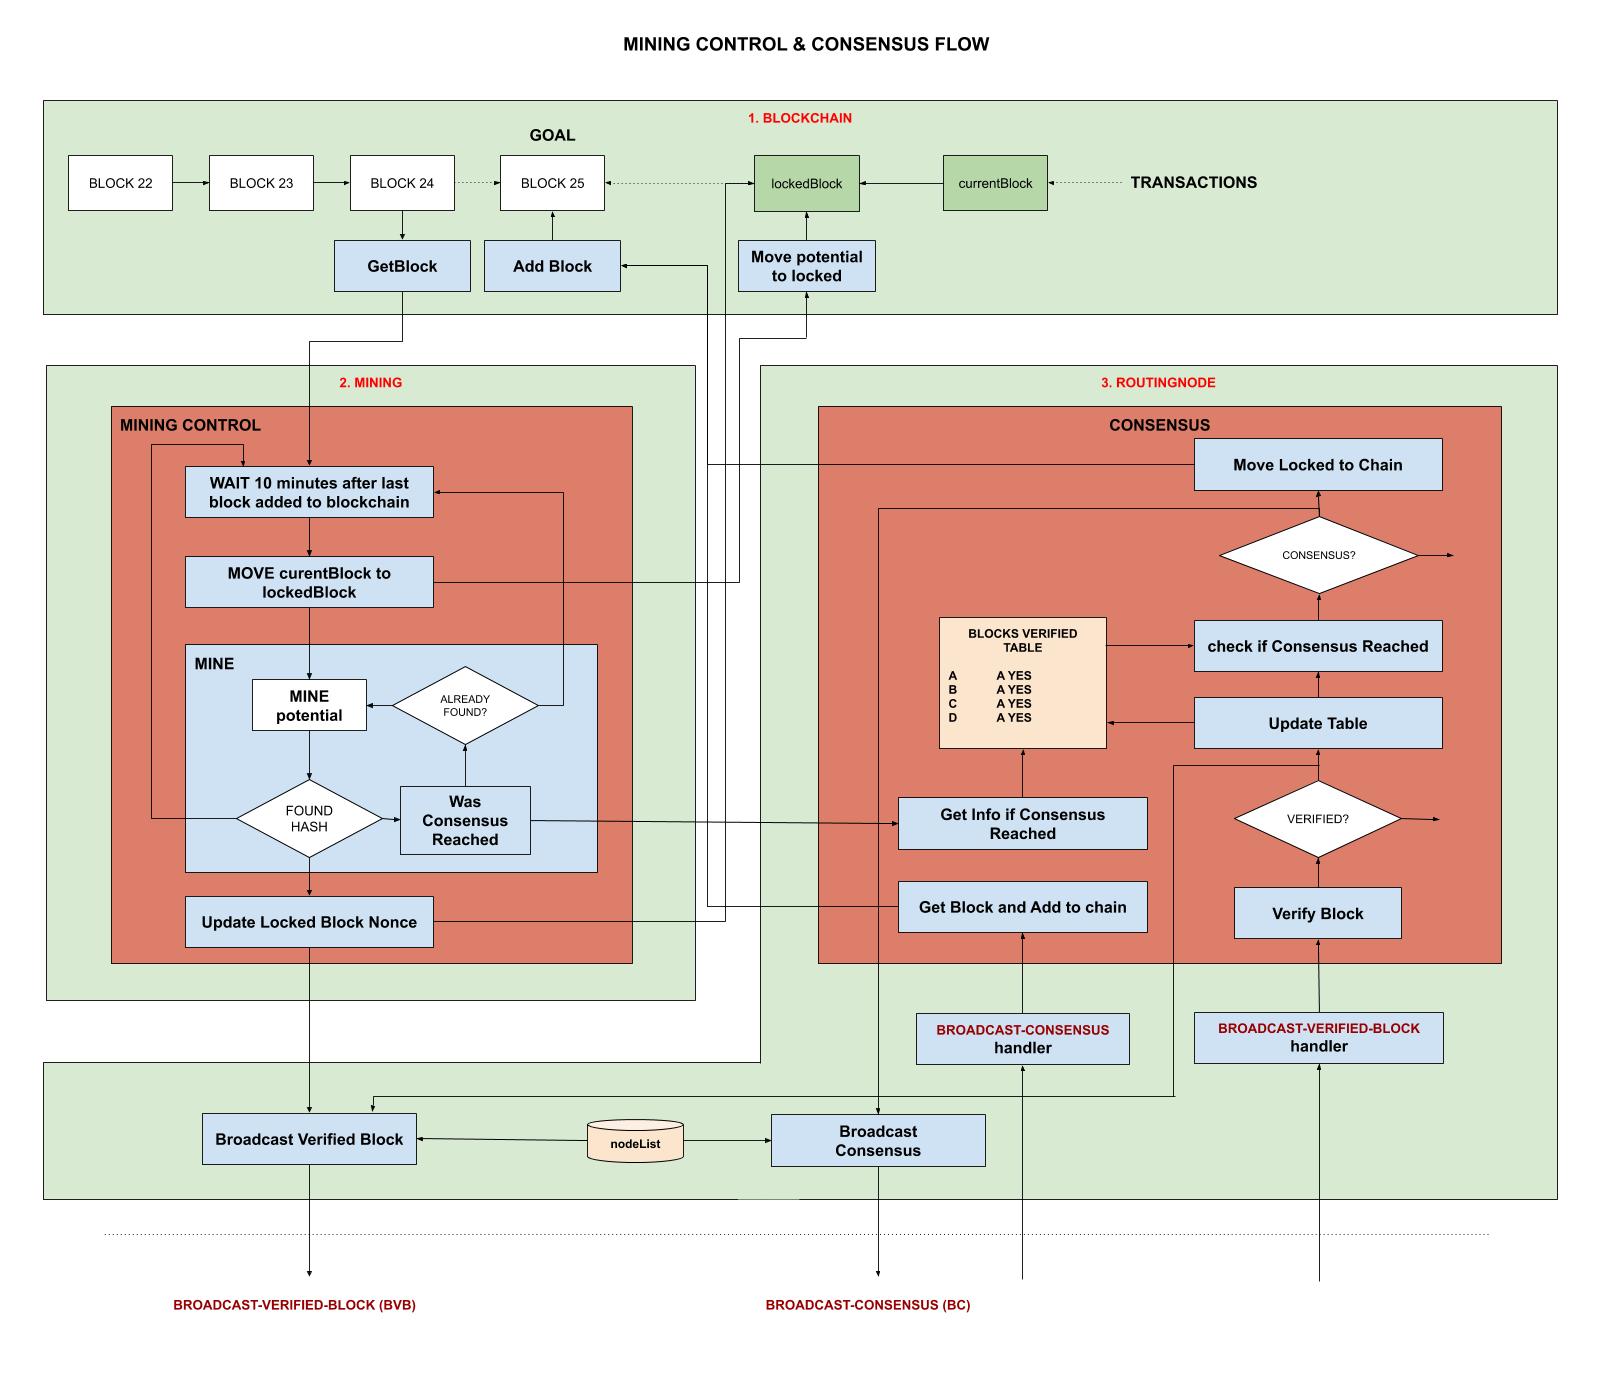 MINING CONTROL & CONSENSUS FLOW
1. BLOCKCHAIN
GOAL
BLOCK 22
BLOCK 23
BLOCK 24
BLOCK 25
lockedBlock
currentBlock
TRANSACTIONS
GetBlock
Add Block
Move potential
to locked
2. MINING
MINING CONTROL
WAIT 10 minutes after last
block added to blockchain
MOVE curentBlock to
lockedBlock
MINE
MINE
potential
ALREADY
FOUND?
FOUND
HASH
Was
Consensus
Reached
Update Locked Block Nonce
3. ROUTINGNODE
CONSENSUS
Move Locked to Chain
CONSENSUS?
BLOCKS VERIFIED
TABLE
A A YES
B A YES
C A YES
D A YES
check if Consensus Reached
Update Table
Get Info if Consensus
Reached
VERIFIED?
Get Block and Add to chain
Verify Block
BROADCAST-CONSENSUS
handler
BROADCAST-VERIFIED-BLOCK
handler
Broadcast Verified Block
nodeList
Broadcast
Consensus
BROADCAST-VERIFIED-BLOCK (BVB)
BROADCAST-CONSENSUS (BC)